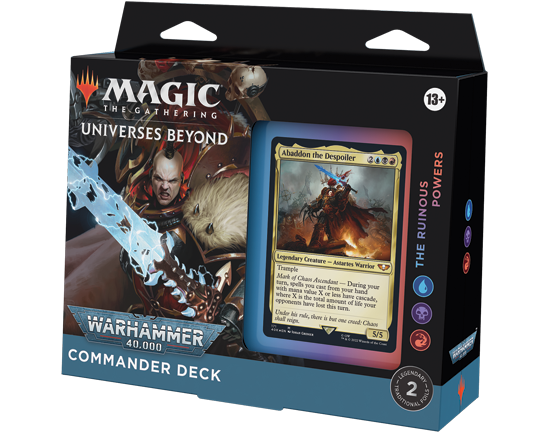 MAGIC
THE GATHERING
UNIVERSES BEYOND
13+
Abaddon the Despoiler
2
Legendary Creature — Astartes Warrior
Trample
Mark of Chaos Ascendant — During your
turn, spells you cast from your hand
with mana value X or less have cascade,
where X is the total amount of life your
opponents have lost this turn.
Under his rule, there is but one creed: Chaos
shall reign.
5/5
THE RUINOUS
POWERS
WARHAMMER
40,000
COMMANDER DECK
LEGENDARY
2
TRADITIONAL FOILS